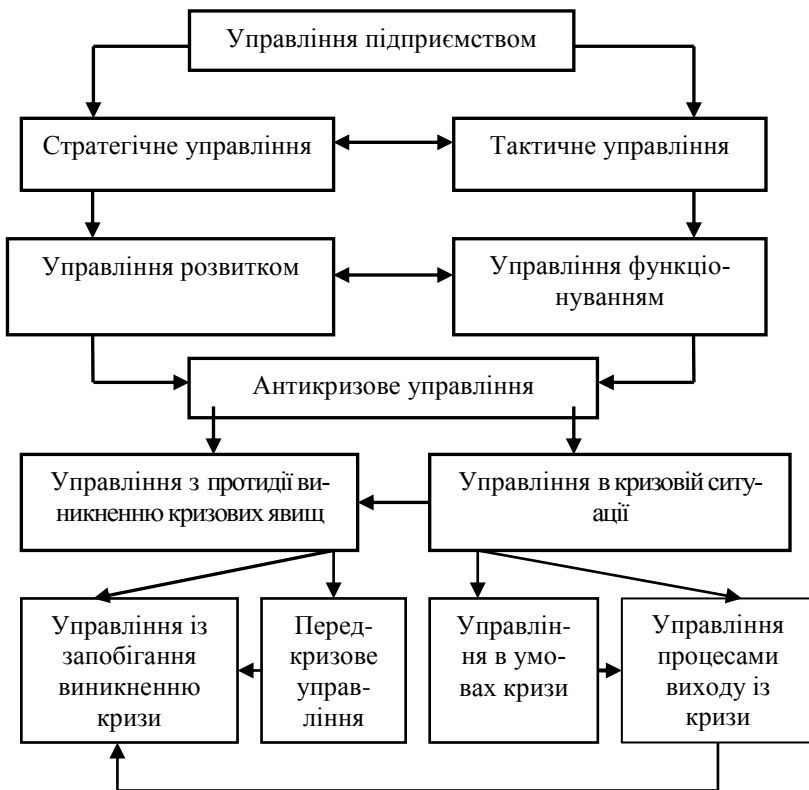 Управління підприємством
Стратегічне управління
Тактичне управління
Управління розвитком
Управління функціо-
нуванням
Антикризове управління
Управління з протидії ви-
никненню кризових явищ
Управління в кризовій ситу-
ації
Управління із
запобігання
виникненню
кризи
Перед-
кризове
управ-
ління
Управлін-
ня в умо-
вах кризи
Управління
процесами
виходу із
кризи